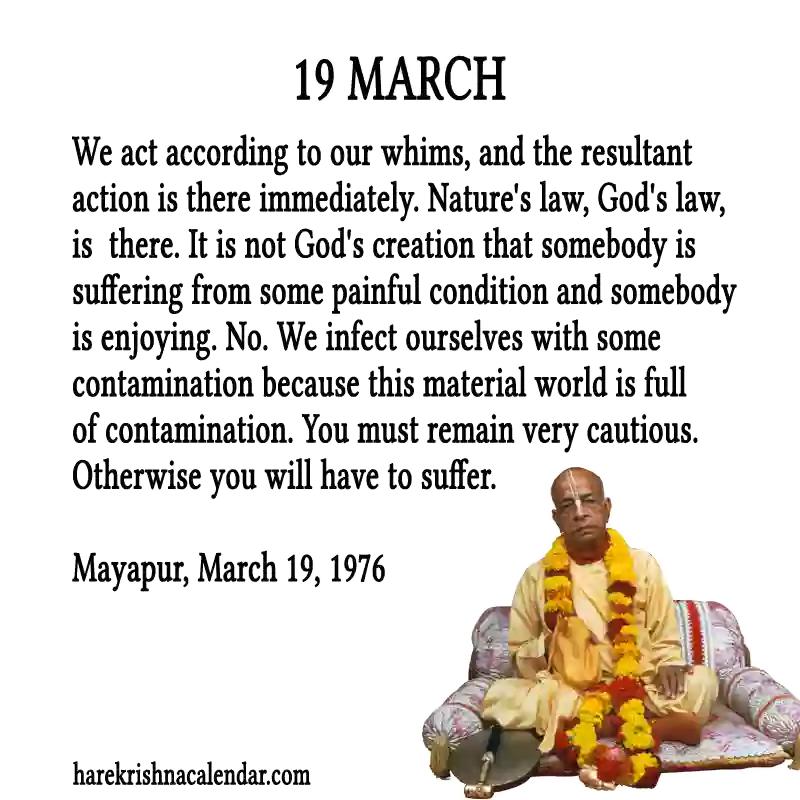 19 MARCH
We act according to our whims, and the resultant
action is there immediately. Nature's law, God's law,
is  there. It is not God's creation that somebody is
suffering from some painful condition and somebody
is enjoying. No. We infect ourselves with some
contamination because this material world is full
of contamination. You must remain very cautious.
Otherwise you will have to suffer.
Mayapur, March 19, 1976
harekrishnacalendar.com